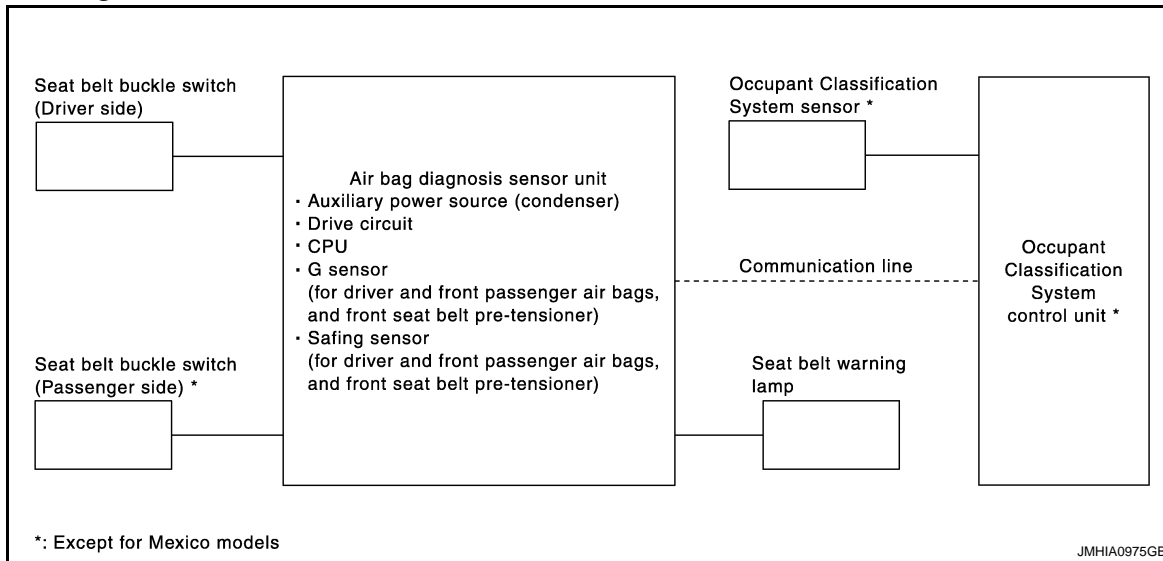 Seat belt buckle switch
(Driver side)
Air bag diagnosis sensor unit
· Auxiliary power source (condenser)
· Drive circuit
· CPU
· G sensor
(for driver and front passenger air bags,
and front seat belt pre-tensioner)
· Safing sensor
(for driver and front passenger air bags,
and front seat belt pre-tensioner)
Seat belt buckle switch
(Passenger side) *
Occupant Classification
System sensor *
Communication line
Occupant
Classification
System
control unit *
Seat belt warning
lamp
*: Except for Mexico models